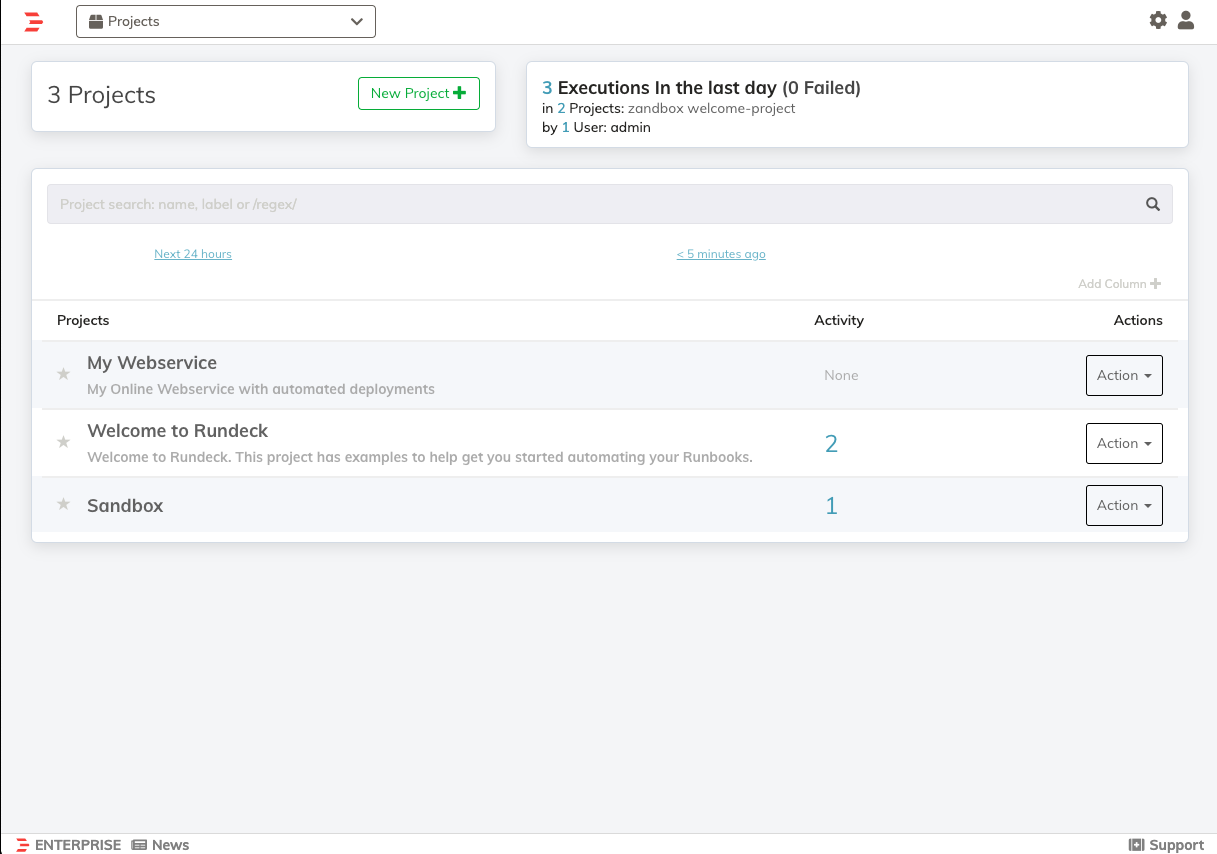 Projects
3 Projects
New Project
3 Executions In the last day (0 Failed)
in 2 Projects: zandbox welcome-project
by 1 User: admin
Project search: name, label or /regex/
Next 24 hours
< 5 minutes ago
Add Column
Projects
Activity
Actions
My Webservice
My Online Webservice with automated deployments
None
Action
Welcome to Rundeck
Welcome to Rundeck. This project has examples to help get you started automating your Runbooks.
2
Action
Sandbox
1
Action
ENTERPRISE
News
Support